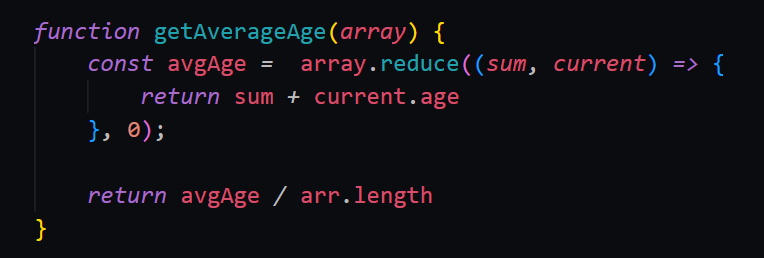 function getAverageAge(array) {
    const avgAge =  array.reduce((sum, current) => {
        return sum + current.age
    }, 0);

    return avgAge / arr.length
}